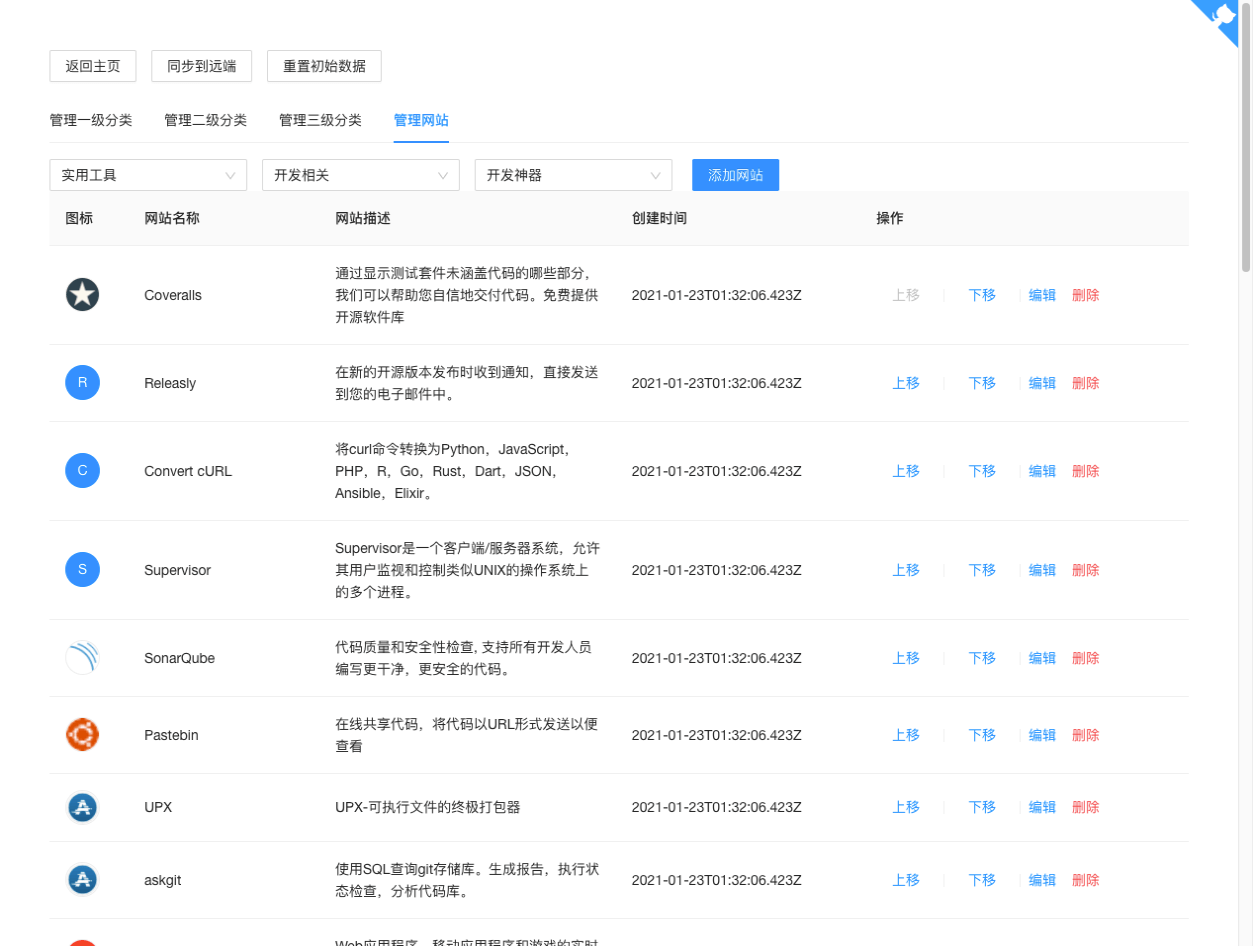 返回主页 同步到远端 重置初始数据
管理一级分类 管理二级分类 管理三级分类 管理网站
实用工具 开发相关 开发神器 添加网站
图标 网站名称 网站描述 创建时间 操作
通过显示测试套件未涵盖代码的哪些部分，
Coveralls 我们可以帮助您自信地交付代码。免费提供 2021-01-23T01:32:06.423Z 上移 下移 编辑 删除
开源软件库
在新的开源版本发布时收到通知，直接发送
R Releasly 2021-01-23T01:32:06.423Z 上移 下移 编辑 删除
到您的电子邮件中。
将curl命令转换为Python，JavaScript，
C Convert cURL PHP，R，Go，Rust，Dart，JSON， 2021-01-23T01:32:06.423Z 上移 下移 编辑 删除
Ansible，Elixir。
Supervisor是一个客户端/服务器系统，允许
S Supervisor 其用户监视和控制类似UNIX的操作系统上 2021-01-23T01:32:06.423Z 上移 下移 编辑 删除
的多个进程。
代码质量和安全性检查, 支持所有开发人员
SonarQube 2021-01-23T01:32:06.423Z 上移 下移 编辑 删除
编写更干净，更安全的代码。
在线共享代码，将代码以URL形式发送以便
Pastebin 2021-01-23T01:32:06.423Z 上移 下移 编辑 删除
查看
UPX UPX-可执行文件的终极打包器 2021-01-23T01:32:06.423Z 上移 下移 编辑 删除
使用SQL查询git存储库。生成报告，执行状
askgit 2021-01-23T01:32:06.423Z 上移 下移 编辑 删除
态检查，分析代码库。
Web应用程序，移动应用程序和游戏的实时